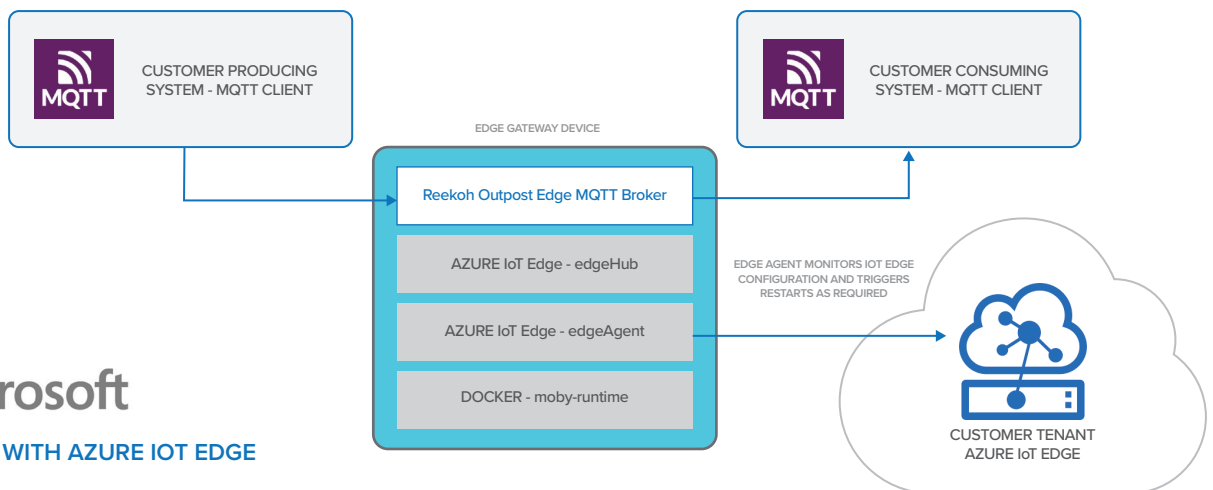 MQTT
CUSTOMER PRODUCING
SYSTEM - MQTT CLIENT
MQTT
CUSTOMER CONSUMING
SYSTEM - MQTT CLIENT
EDGE GATEWAY DEVICE
Reekoh Outpost Edge MQTT Broker
AZURE IoT Edge - edgeHub
AZURE IoT Edge - edgeAgent
DOCKER - moby-runtime
EDGE AGENT MONITORS IOT EDGE
CONFIGURATION AND TRIGGERS
RESTARTS AS REQUIRED
CUSTOMER TENANT
AZURE IoT EDGE
rosoft
WITH AZURE IOT EDGE